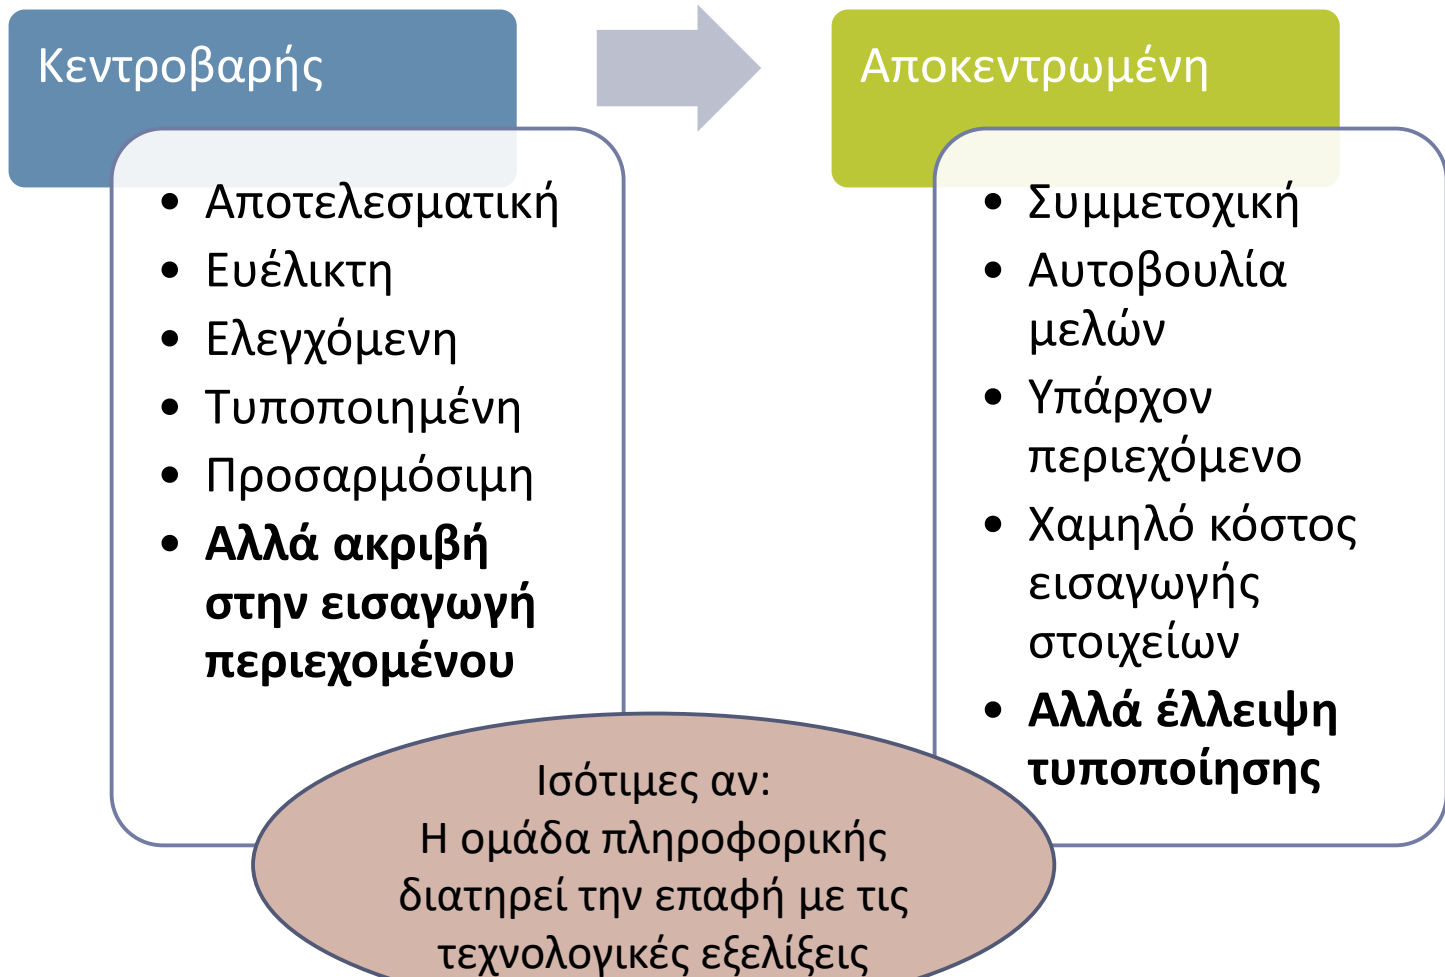 Κεντροβαρής
• Αποτελεσματική
• Ευέλικτη
• Ελεγχόμενη
• Τυποποιημένη
• Προσαρμόσιμη
• Αλλά ακριβή
στην εισαγωγή
περιεχομένου
Αποκεντρωμένη
• Συμμετοχική
• Αυτοβουλία
μελών
• Υπάρχον
περιεχόμενο
• Χαμηλό κόστος
εισαγωγής
στοιχείων
• Αλλά έλλειψη
τυποποίησης
Ισότιμες αν:
Η ομάδα πληροφορικής
διατηρεί την επαφή με τις
τεχνολογικές εξελίξεις